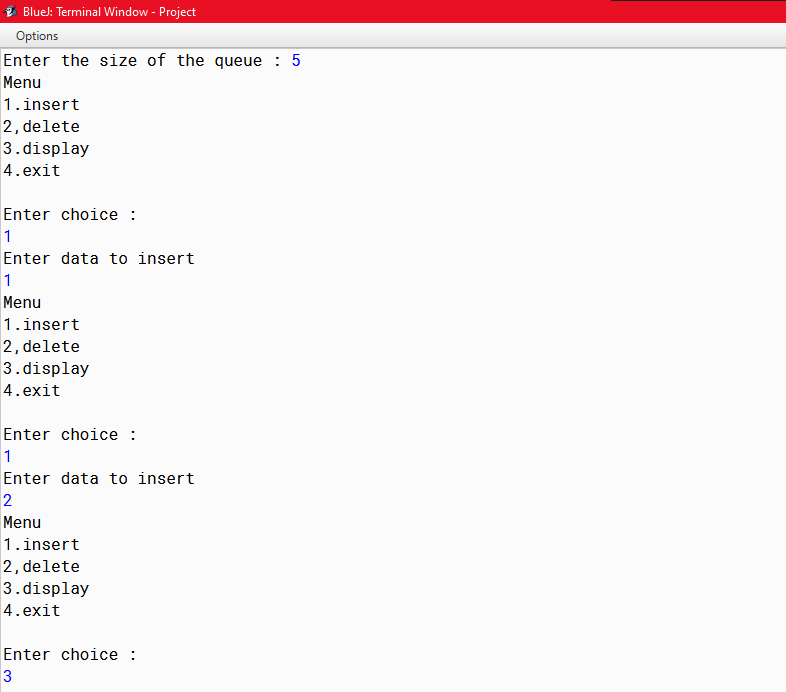 BlueJ: Terminal Window - Project
Options
Enter the size of the queue : 5
Menu
1.insert
2,delete
3.display
4.exit

Enter choice :
1
Enter data to insert
1
Menu
1.insert
2,delete
3.display
4.exit

Enter choice :
1
Enter data to insert
2
Menu
1.insert
2,delete
3.display
4.exit

Enter choice :
3